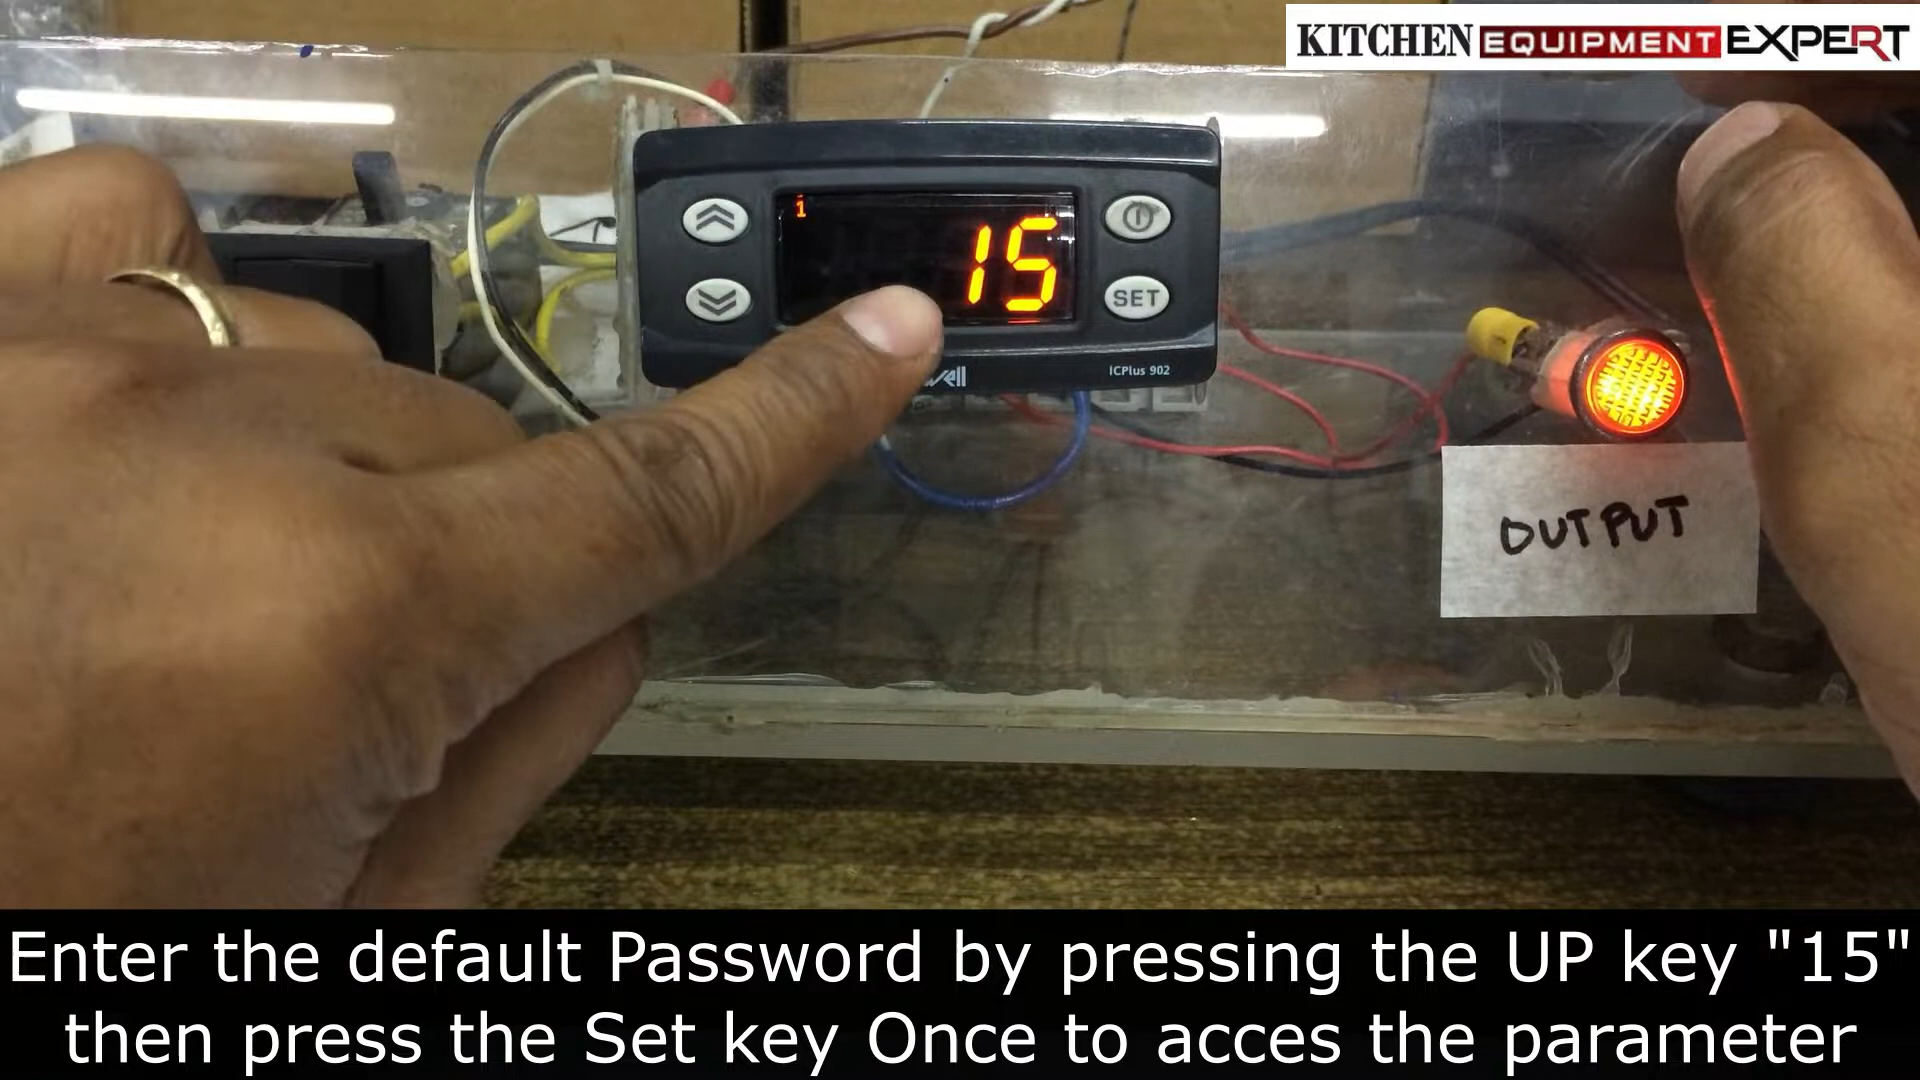 KITCHEN EQUIPMENT EXPERT
1
15
SET
well
ICPlus 902
OUTPUT
Enter the default Password by pressing the UP key "15"
then press the Set key Once to acces the parameter